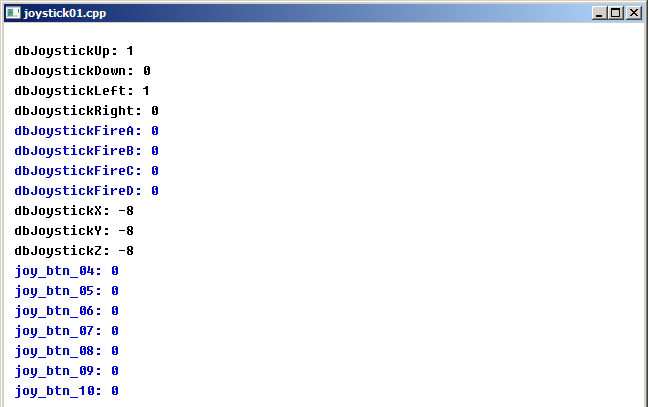 joystick01.cpp
dbJoystickUp: 1
dbJoystickDown: 0
dbJoystickLeft: 1
dbJoystickRight: 0
dbJoystickFireA: 0
dbJoystickFireB: 0
dbJoystickFireC: 0
dbJoystickFireD: 0
dbJoystickX: -8
dbJoystickY: -8
dbJoystickZ: -8
joy_btn_04: 0
joy_btn_05: 0
joy_btn_06: 0
joy_btn_07: 0
joy_btn_08: 0
joy_btn_09: 0
joy_btn_10: 0